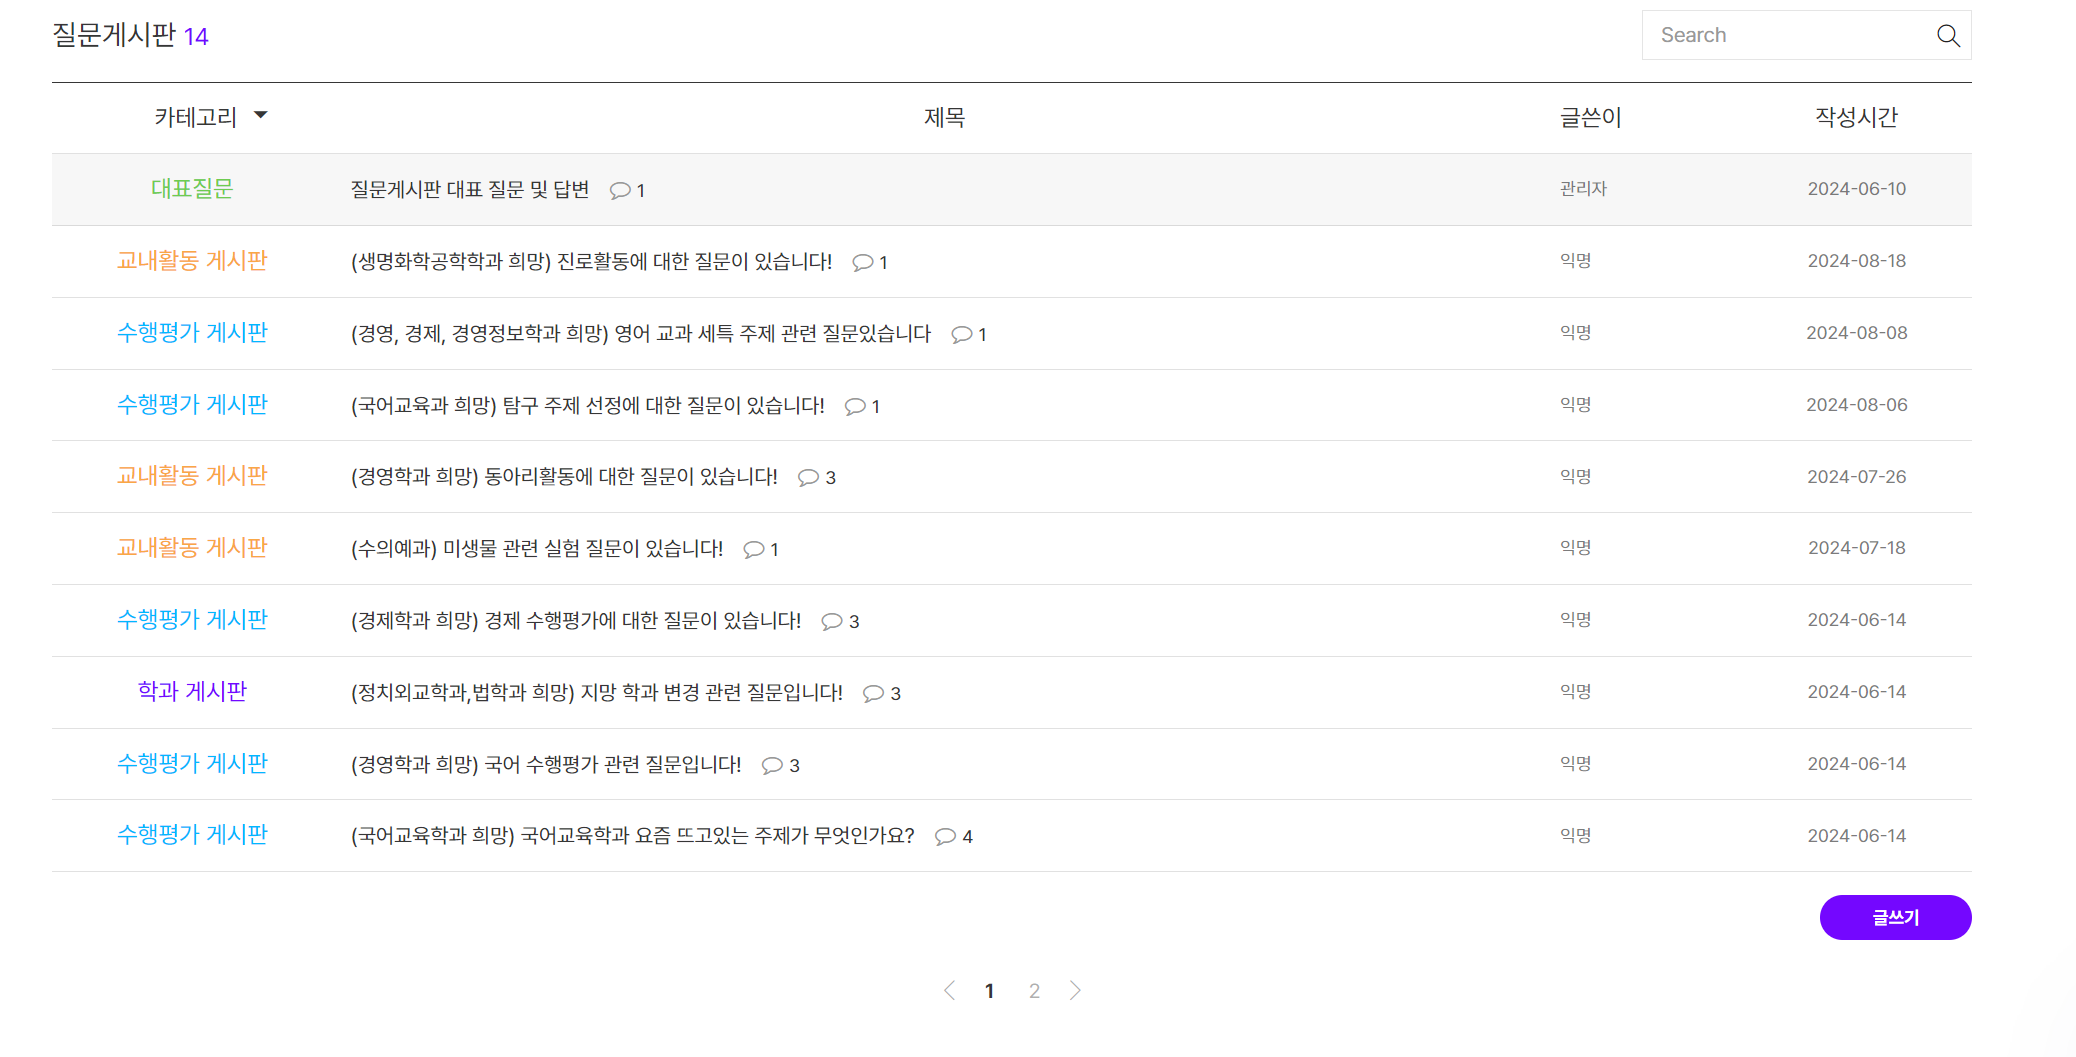 질문게시판 14
Search
카테고리 제목 글쓴이 작성시간
대표질문 질문게시판 대표 질문 및 답변 1 관리자 2024-06-10
교내활동 게시판 (생명화학공학학과 희망) 진로활동에 대한 질문이 있습니다! 1 익명 2024-08-18
수행평가 게시판 (경영, 경제, 경영정보학과 희망) 영어 교과 세특 주제 관련 질문있습니다 1 익명 2024-08-08
수행평가 게시판 (국어교육과 희망) 탐구 주제 선정에 대한 질문이 있습니다! 1 익명 2024-08-06
교내활동 게시판 (경영학과 희망) 동아리활동에 대한 질문이 있습니다! 3 익명 2024-07-26
교내활동 게시판 (수의예과) 미생물 관련 실험 질문이 있습니다! 1 익명 2024-07-18
수행평가 게시판 (경제학과 희망) 경제 수행평가에 대한 질문이 있습니다! 3 익명 2024-06-14
학과 게시판 (정치외교학과,법학과 희망) 지망 학과 변경 관련 질문입니다! 3 익명 2024-06-14
수행평가 게시판 (경영학과 희망) 국어 수행평가 관련 질문입니다! 3 익명 2024-06-14
수행평가 게시판 (국어교육학과 희망) 국어교육학과 요즘 뜨고있는 주제가 무엇인가요? 4 익명 2024-06-14
글쓰기
1 2